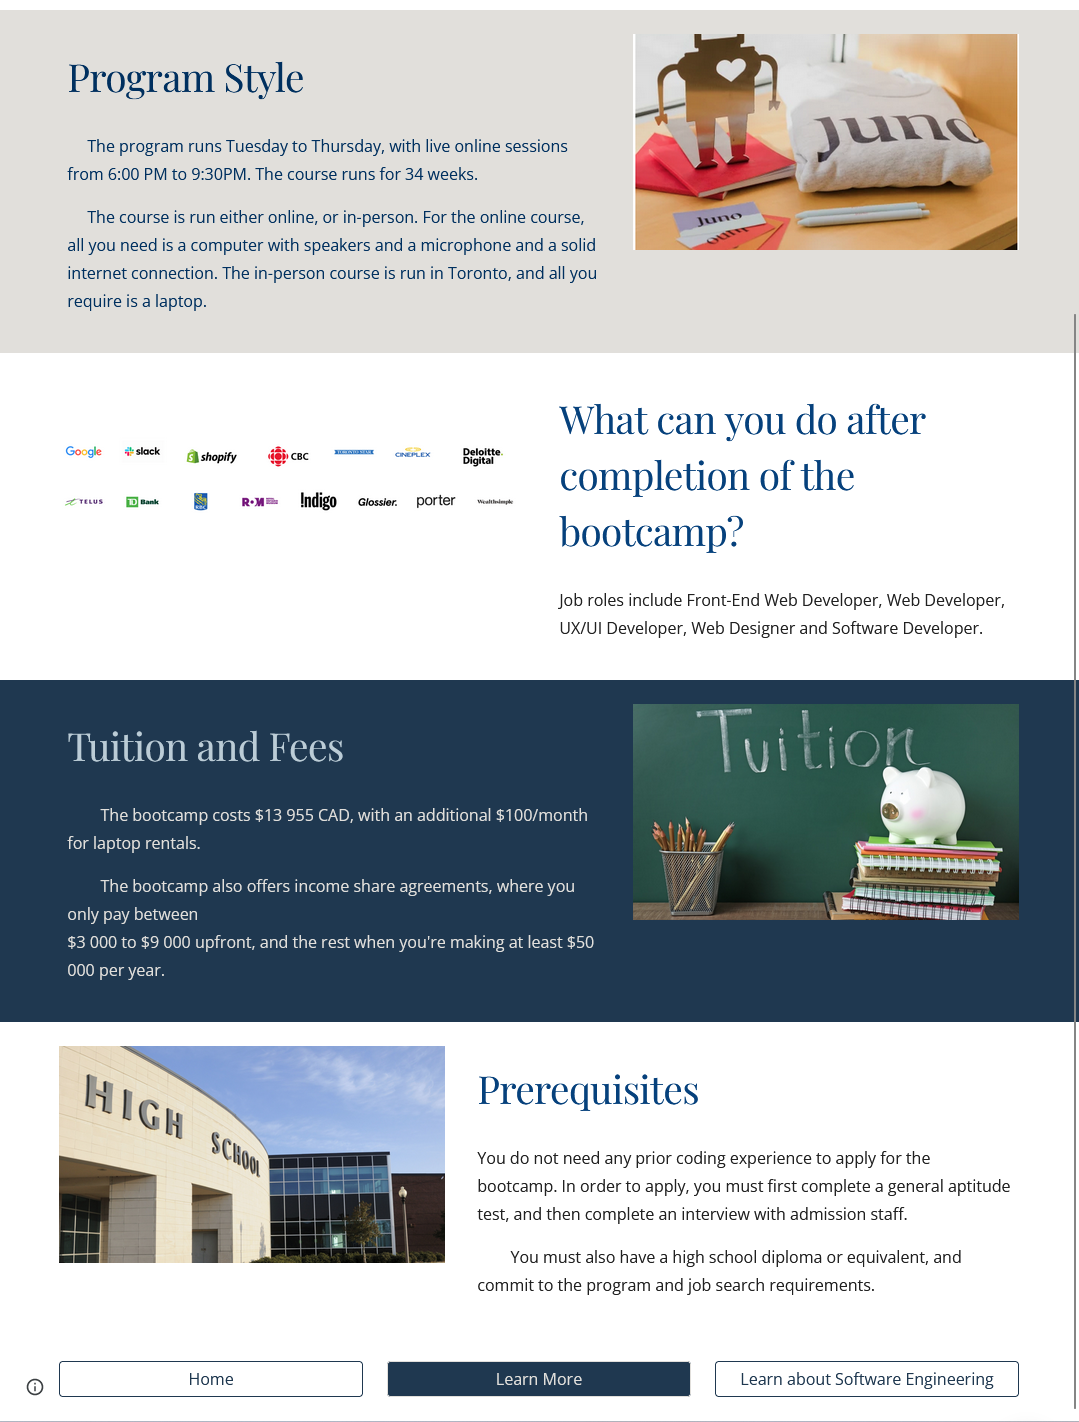 Program Style
The program runs Tuesday to Thursday, with live online sessions
from 6:00 PM to 9:30PM. The course runs for 34 weeks.
The course is run either online, or in-person. For the online course,
all you need is a computer with speakers and a microphone and a solid
internet connection. The in-person course is run in Toronto, and all you
require is a laptop.
juno
Juno
Juno
Google slack shopify CBC TORONTO STAR CINEPLEX Deloitte.
Digital
TELUS TD Bank RBC ROM Indigo Glossier. porter Wealthsimple
What can you do after
completion of the
bootcamp?
Job roles include Front-End Web Developer, Web Developer,
UX/UI Developer, Web Designer and Software Developer.
Tuition and Fees
The bootcamp costs $13 955 CAD, with an additional $100/month
for laptop rentals.
The bootcamp also offers income share agreements, where you
only pay between
$3 000 to $9 000 upfront, and the rest when you're making at least $50
000 per year.
Tuition
HIGH SCHOOL
Prerequisites
You do not need any prior coding experience to apply for the
bootcamp. In order to apply, you must first complete a general aptitude
test, and then complete an interview with admission staff.
You must also have a high school diploma or equivalent, and
commit to the program and job search requirements.
Home
Learn More
Learn about Software Engineering